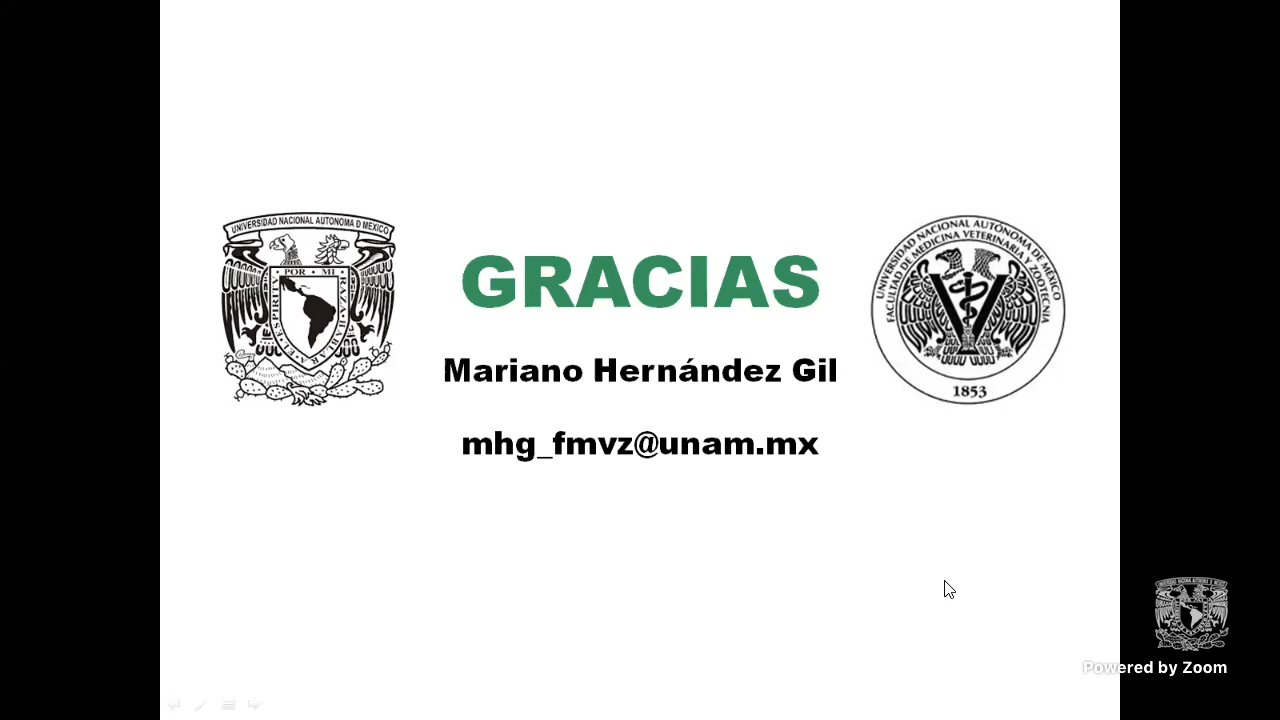 UNIVERSIDAD NACIONAL AUTONOMA D MEXICO
POR • MI
RAZA HABLARA EL ESPIRITU
UNIVERSIDAD NACIONAL AUTÓNOMA DE MÉXICO
FACULTAD DE MEDICINA VETERINARIA Y ZOOTECNIA
1853
GRACIAS
Mariano Hernández Gil
mhg_fmvz@unam.mx
Powered by Zoom